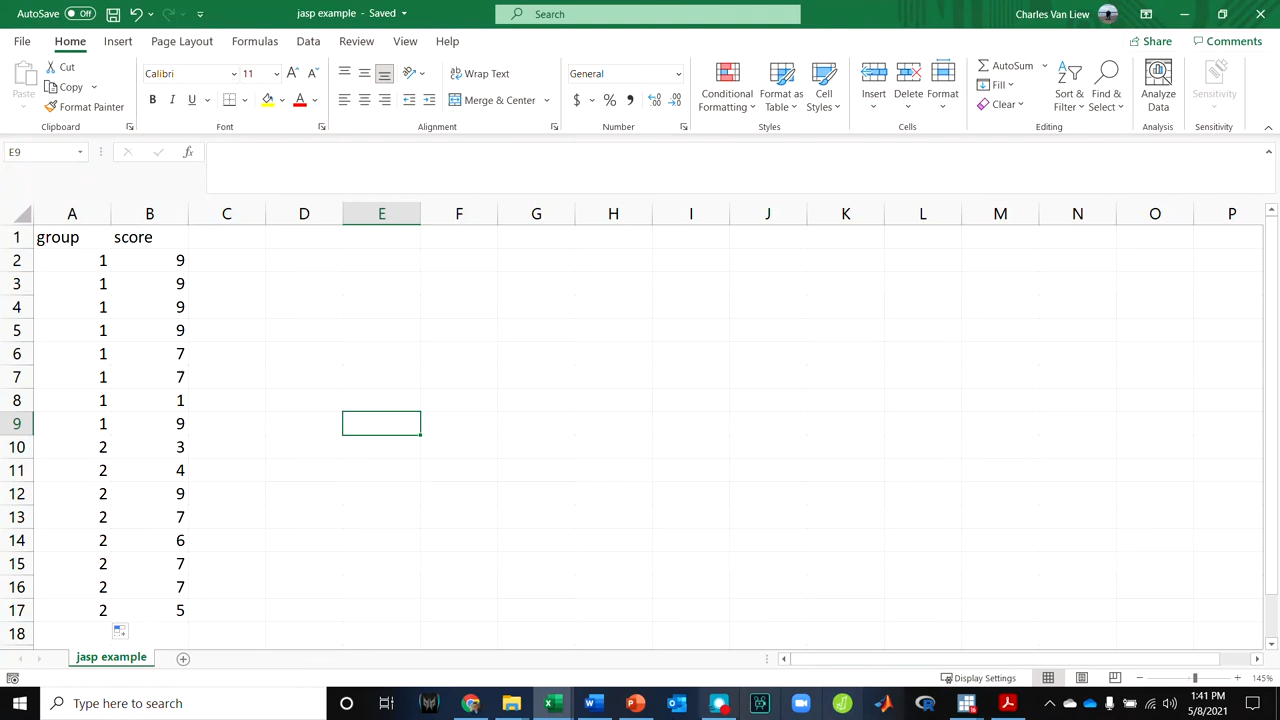 AutoSave Off jasp example - Saved Search Charles Van Liew
File Home Insert Page Layout Formulas Data Review View Help Share Comments
Paste Cut Copy Format Painter Clipboard
Calibri 11 B I U A Font
Wrap Text Merge & Center Alignment
General $ % Number
Conditional Formatting Format as Table Cell Styles Styles
Insert Delete Format Cells
AutoSum Fill Clear Sort & Filter Find & Select Editing
Analyze Data Analysis
Sensitivity Sensitivity
E9 fx
A B C D E F G H I J K L M N O P
1 group score
2 1 9
3 1 9
4 1 9
5 1 9
6 1 7
7 1 7
8 1 1
9 1 9
10 2 3
11 2 4
12 2 9
13 2 7
14 2 6
15 2 7
16 2 7
17 2 5
18
jasp example
Display Settings 145%
Type here to search 1:41 PM
5/8/2021